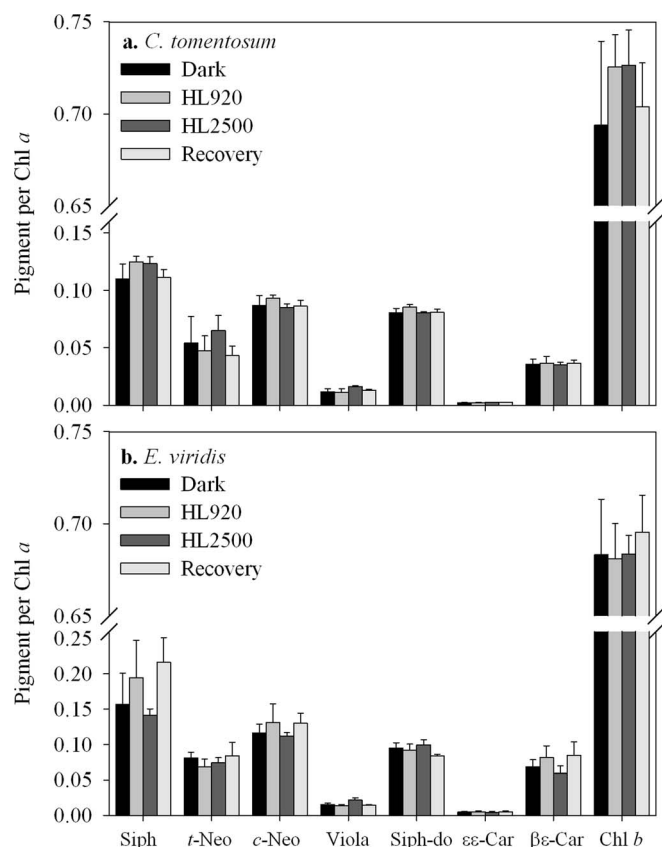 0.75
a. C. tomentosum
Dark
HL920
HL2500
Recovery
0.70
0.65
0.15
0.10
0.05
0.00
Pigment per Chl a
0.75
b. E. viridis
Dark
HL920
HL2500
Recovery
0.70
0.65
0.25
0.20
0.15
0.10
0.05
0.00
Pigment per Chl a
Siph t-Neo c-Neo Viola Siph-do εε-Car βε-Car Chl b